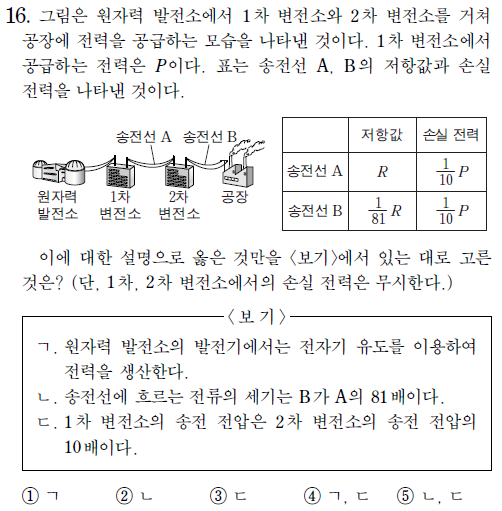 16. 그림은 원자력 발전소에서 1차 변전소와 2차 변전소를 거쳐
공장에 전력을 공급하는 모습을 나타낸 것이다. 1차 변전소에서
공급하는 전력은 P이다. 표는 송전선 A, B의 저항값과 손실
전력을 나타낸 것이다.
송전선 A 송전선 B
원자력 발전소
1차 변전소
2차 변전소
공장
저항값 손실 전력
송전선 A R 1/10 P
송전선 B 1/81 R 1/10 P
이에 대한 설명으로 옳은 것만을 <보기>에서 있는 대로 고른
것은? (단, 1차, 2차 변전소에서의 손실 전력은 무시한다.)
<보 기>
ㄱ. 원자력 발전소의 발전기에서는 전자기 유도를 이용하여
전력을 생산한다.
ㄴ. 송전선에 흐르는 전류의 세기는 B가 A의 81배이다.
ㄷ. 1차 변전소의 송전 전압은 2차 변전소의 송전 전압의
10배이다.
① ㄱ ② ㄴ ③ ㄷ ④ ㄱ, ㄷ ⑤ ㄴ, ㄷ